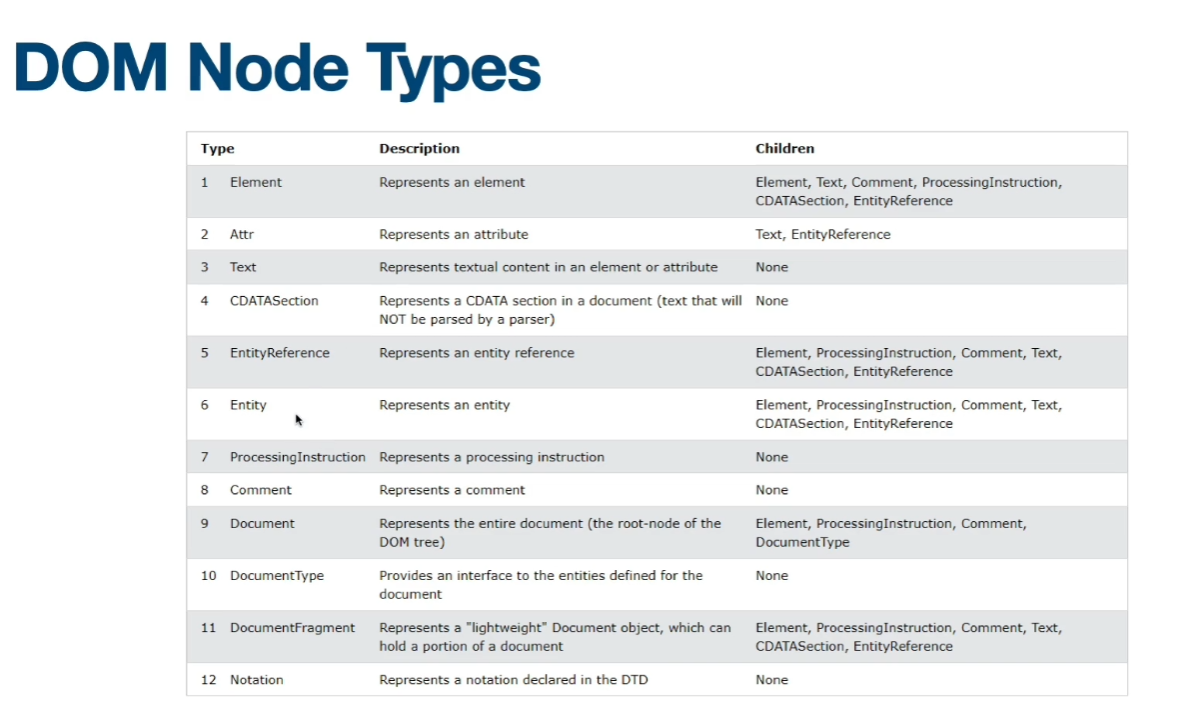 DOM Node Types
Type Description Children
1 Element Represents an element Element, Text, Comment, ProcessingInstruction,
CDATASection, EntityReference
2 Attr Represents an attribute Text, EntityReference
3 Text Represents textual content in an element or attribute None
4 CDATASection Represents a CDATA section in a document (text that will None
NOT be parsed by a parser)
5 EntityReference Represents an entity reference Element, ProcessingInstruction, Comment, Text,
CDATASection, EntityReference
6 Entity Represents an entity Element, ProcessingInstruction, Comment, Text,
CDATASection, EntityReference
7 ProcessingInstruction Represents a processing instruction None
8 Comment Represents a comment None
9 Document Represents the entire document (the root-node of the Element, ProcessingInstruction, Comment,
DOM tree) DocumentType
10 DocumentType Provides an interface to the entities defined for the None
document
11 DocumentFragment Represents a "lightweight" Document object, which can Element, ProcessingInstruction, Comment, Text,
hold a portion of a document CDATASection, EntityReference
12 Notation Represents a notation declared in the DTD None